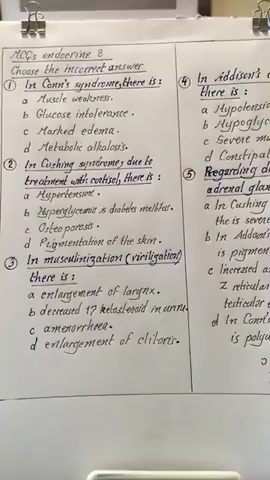 MCQs endocrine 8
Choose the incorrect answer
① In Conn's syndrome, there is :
a Muscle weakness.
b Glucose intolerance.
c Marked edema.
d Metabolic alkalosis.
② In Cushing syndrome, due to
treatment with cortisol, there is :
a Hypertension.
b Hyperglycemia & diabetes mellitus.
c Osteoporosis.
d Pigmentation of the skin.
③ In musculinization (virilization)
there is :
a enlargement of larynx.
b decreased 17 ketosteroid in urine.
c amenorrhea.
d enlargement of clitoris.
④ In Addison's
there is :
a Hypotension
b Hypoglyc
c Severe mu
d Constipat
⑤ Regarding d
adrenal glan
a In Cushing
the is severe
b In Addison's
is pigmen
c Increased a
Z reticular
testicular
d In Conn's
is polyu